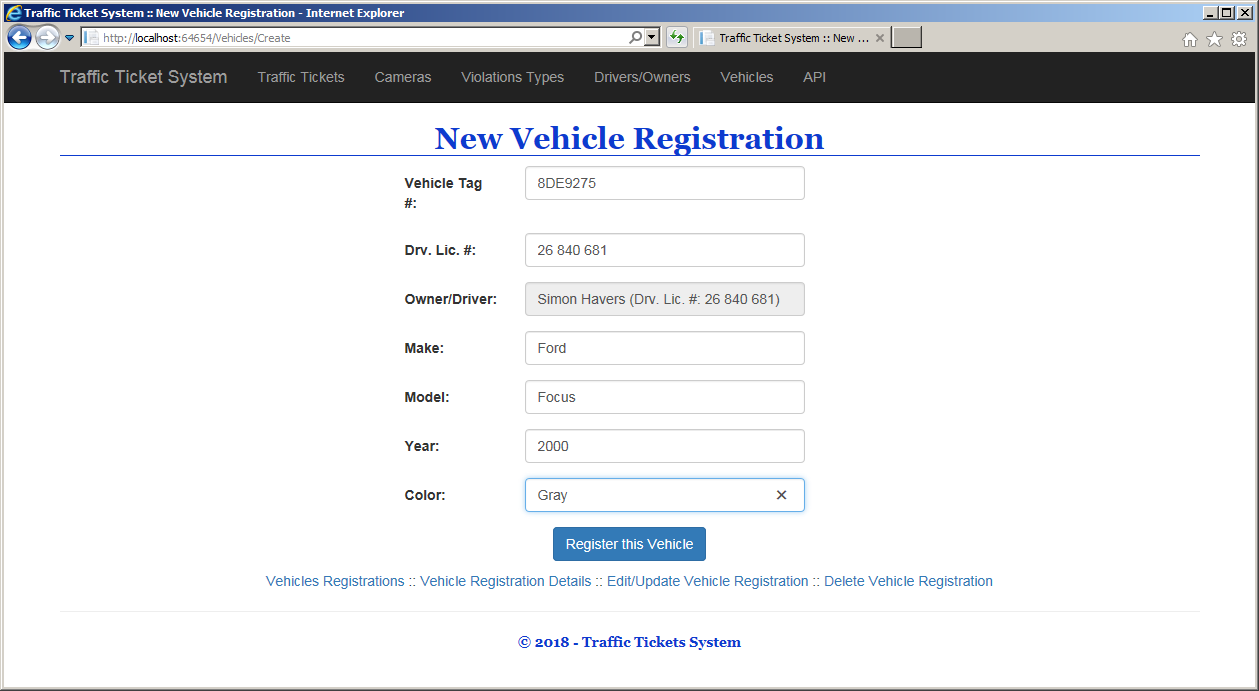 Traffic Ticket System :: New Vehicle Registration - Internet Explorer
http://localhost:64654/Vehicles/Create
Traffic Ticket System :: New ...
Traffic Ticket System Traffic Tickets Cameras Violations Types Drivers/Owners Vehicles API
New Vehicle Registration
Vehicle Tag #: 8DE9275
Drv. Lic. #: 26 840 681
Owner/Driver: Simon Havers (Drv. Lic. #: 26 840 681)
Make: Ford
Model: Focus
Year: 2000
Color: Gray
Register this Vehicle
Vehicles Registrations :: Vehicle Registration Details :: Edit/Update Vehicle Registration :: Delete Vehicle Registration
© 2018 - Traffic Tickets System